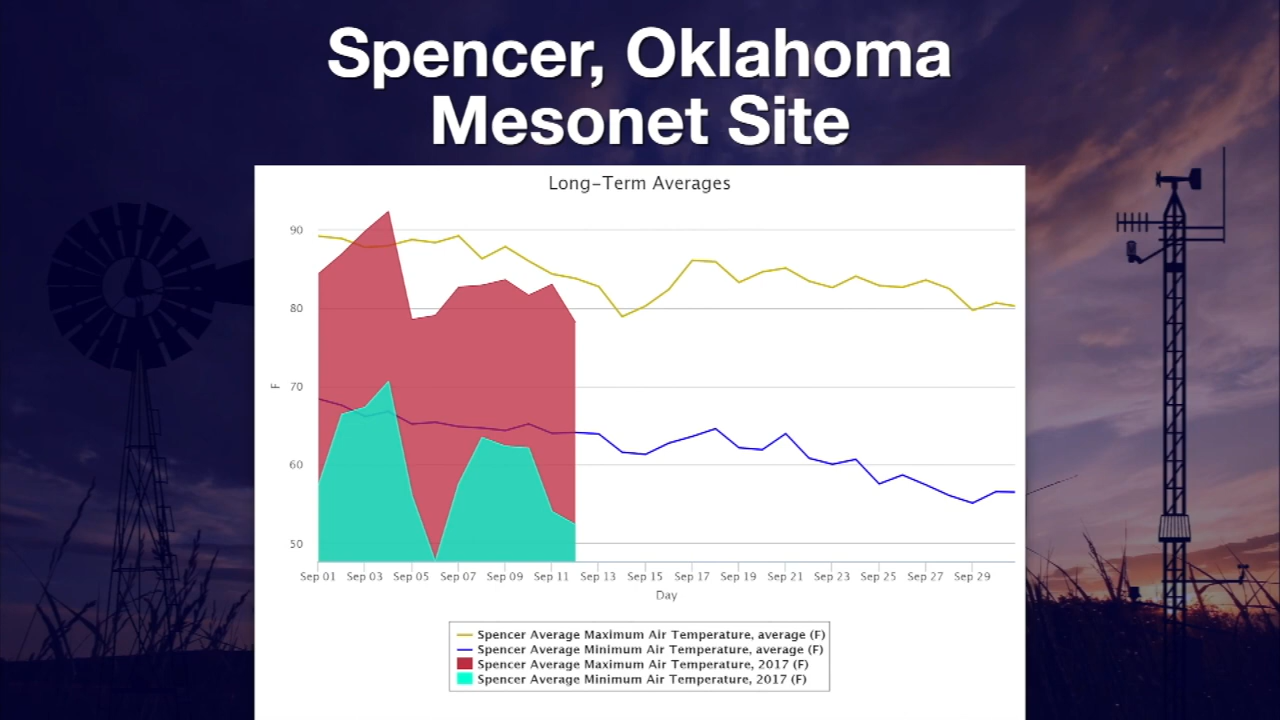 Spencer, Oklahoma
Mesonet Site
Long-Term Averages
90
80
70
60
50
F
Sep 01 Sep 03 Sep 05 Sep 07 Sep 09 Sep 11 Sep 13 Sep 15 Sep 17 Sep 19 Sep 21 Sep 23 Sep 25 Sep 27 Sep 29
Day
Spencer Average Maximum Air Temperature, average (F)
Spencer Average Minimum Air Temperature, average (F)
Spencer Average Maximum Air Temperature, 2017 (F)
Spencer Average Minimum Air Temperature, 2017 (F)